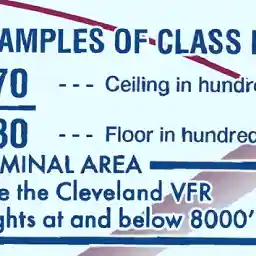 AMPLES OF CLASS
70 --- Ceiling in hundre
30 --- Floor in hundred
MINAL AREA
e the Cleveland VFR
ghts at and below 8000'